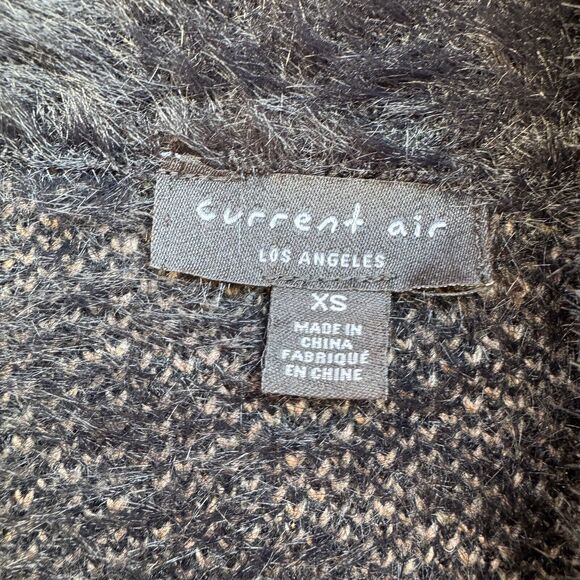 current air
LOS ANGELES
XS
MADE IN
CHINA
FABRIQUÉ
EN CHINE